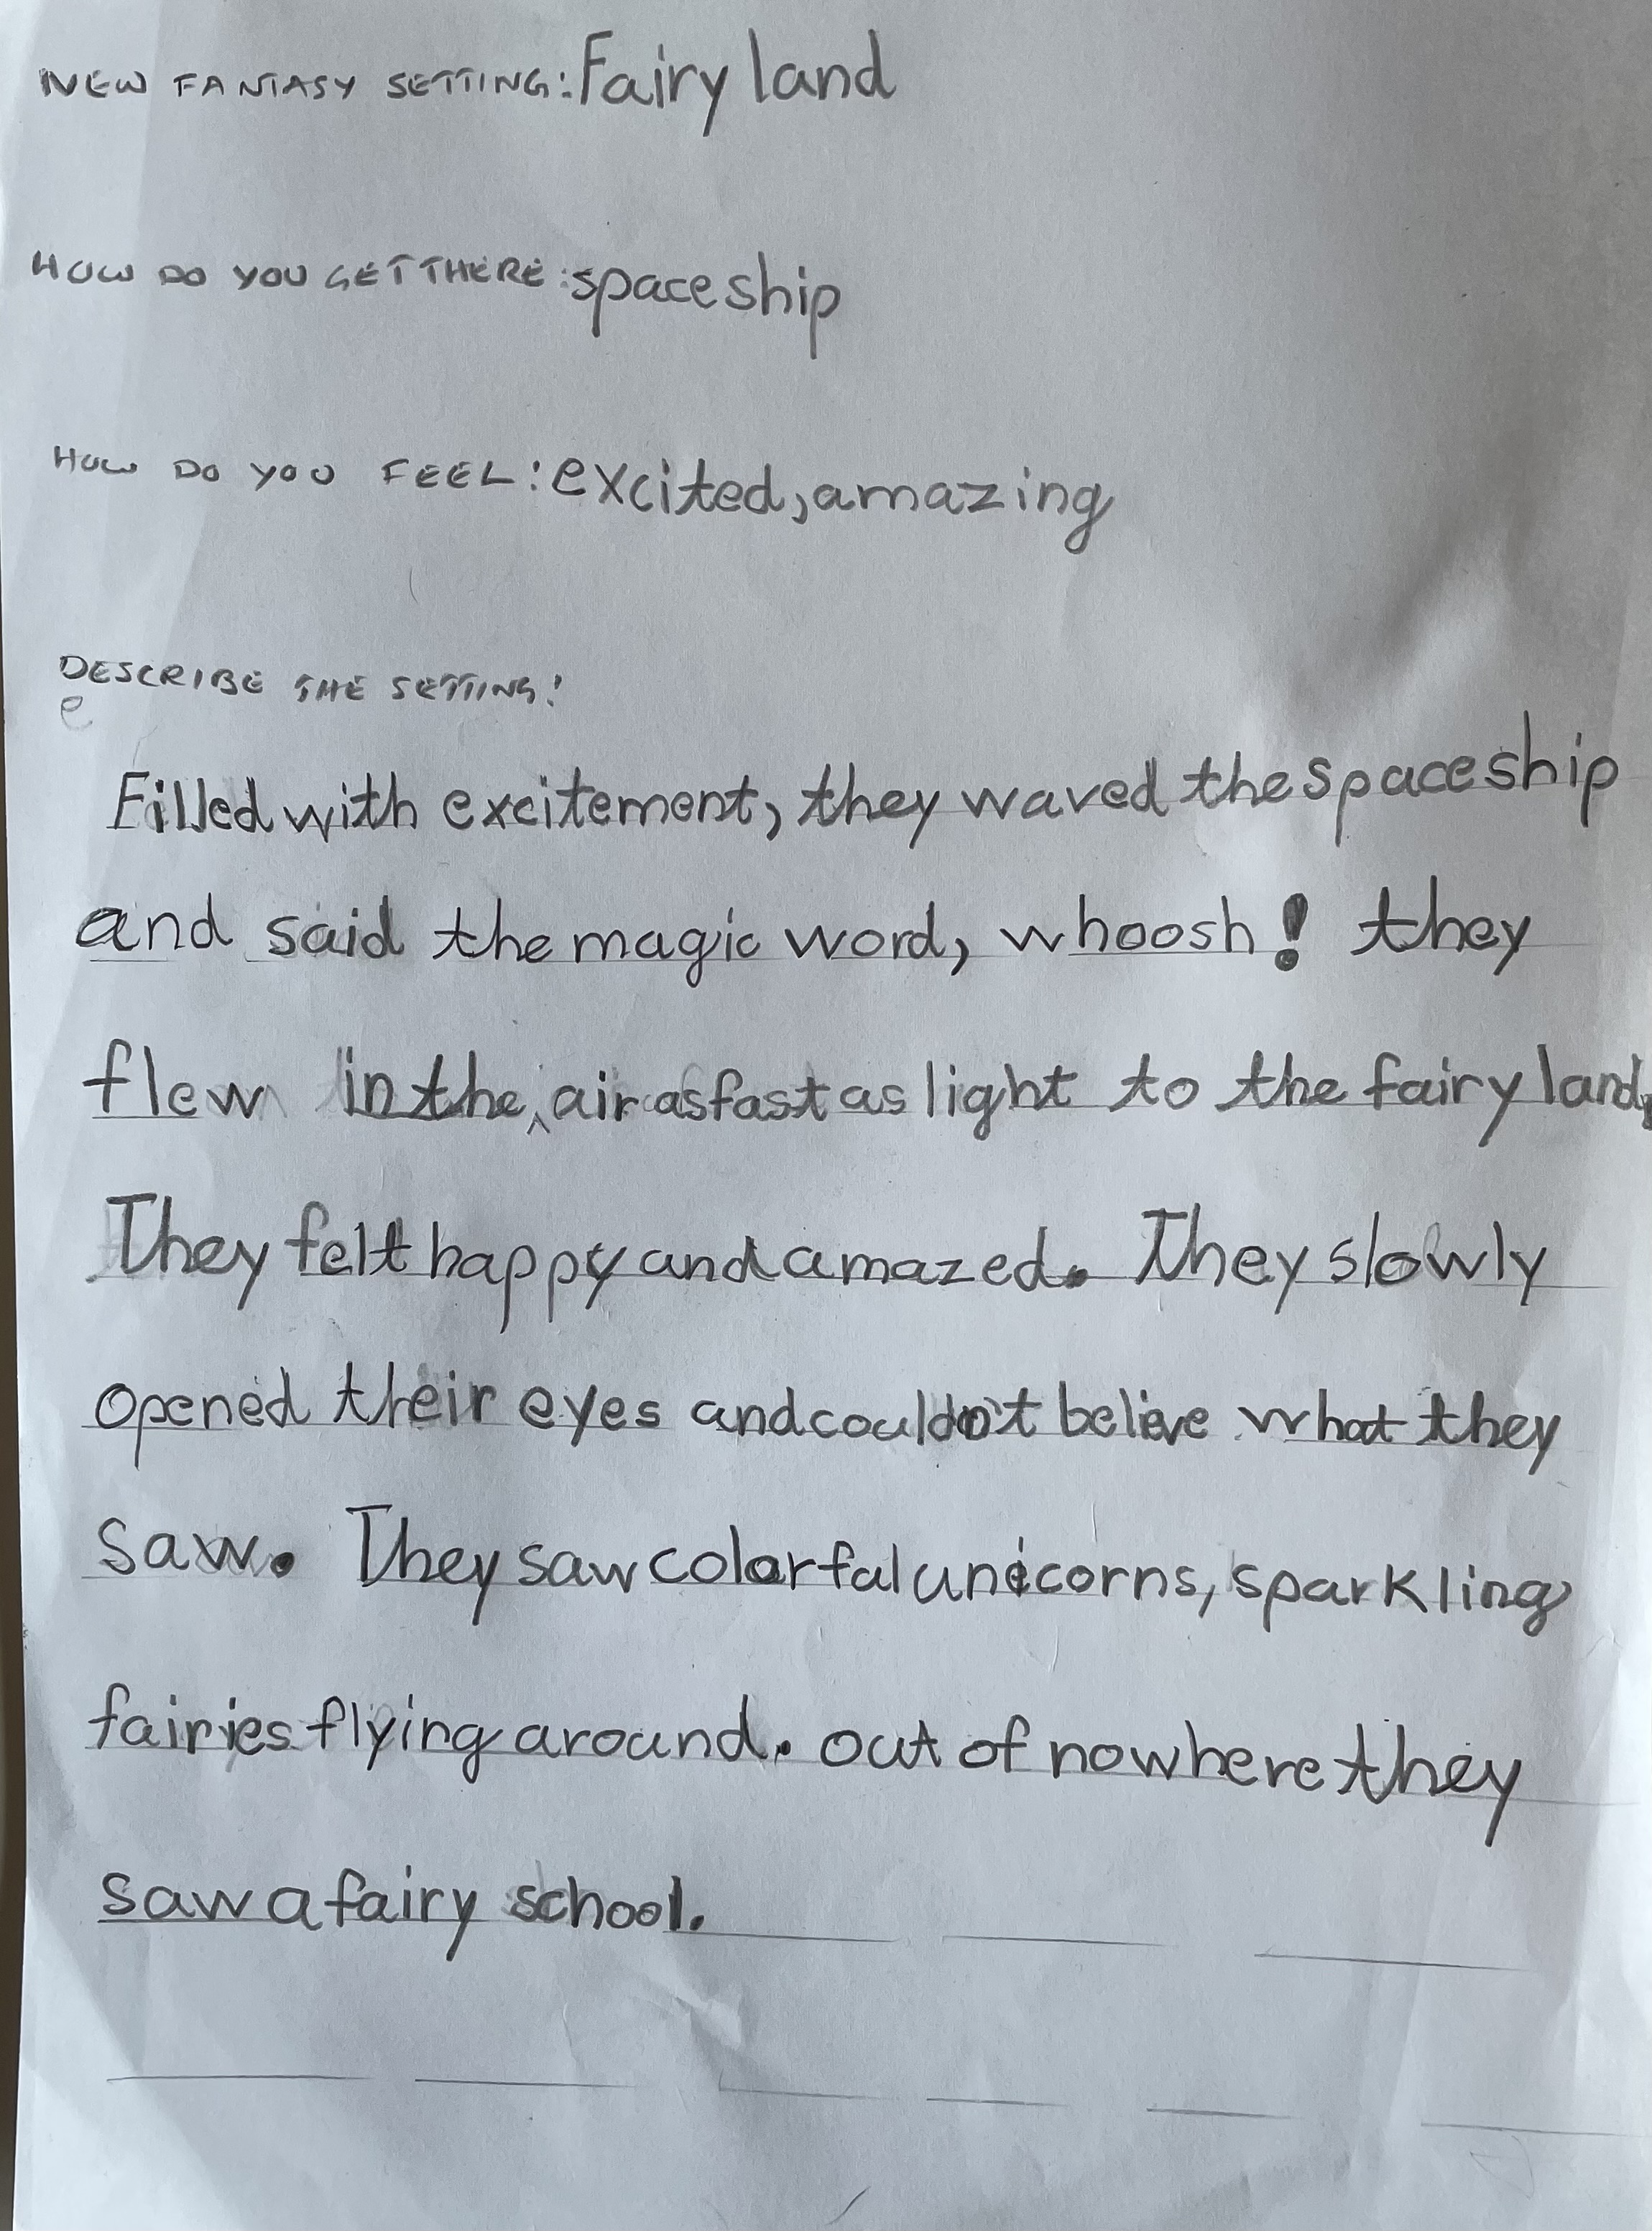 NEW FANTASY SETTING: Fairy land
HOW DO YOU GET THERE: spaceship
HOW DO YOU FEEL: excited, amazing
DESCRIBE THE SETTING!
e
Filled with excitement, they waved the spaceship
and said the magic word, whoosh! they
flew in the air as fast as light to the fairy land.
They felt happy and amazed. They slowly
opened their eyes and couldn't belive what they
saw. They saw colorful unicorns, sparkling
fairies flying around. out of nowhere they
saw a fairy school.